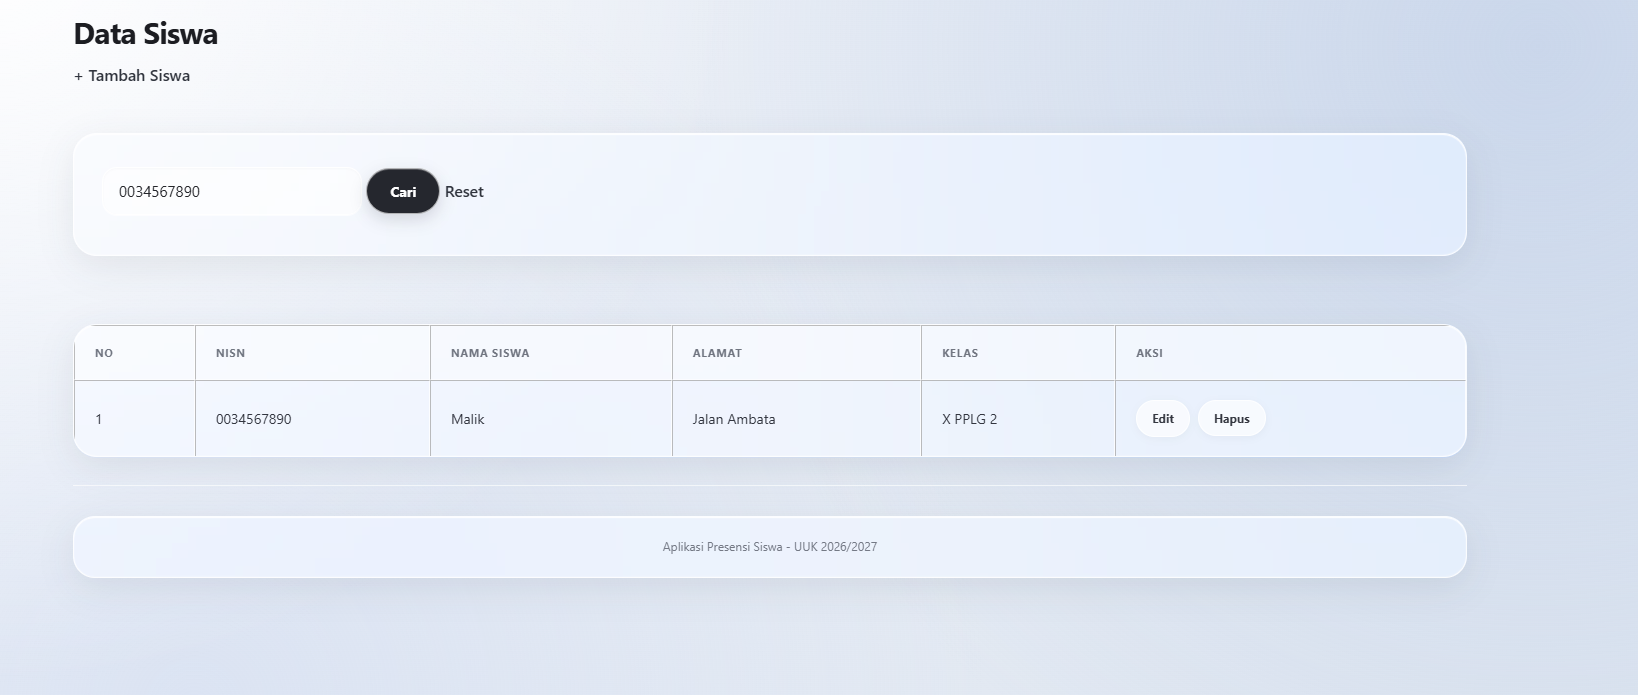 Data Siswa
+ Tambah Siswa
0034567890 Cari Reset
NO NISN NAMA SISWA ALAMAT KELAS AKSI
1 0034567890 Malik Jalan Ambata X PPLG 2 Edit Hapus
Aplikasi Presensi Siswa - UUK 2026/2027